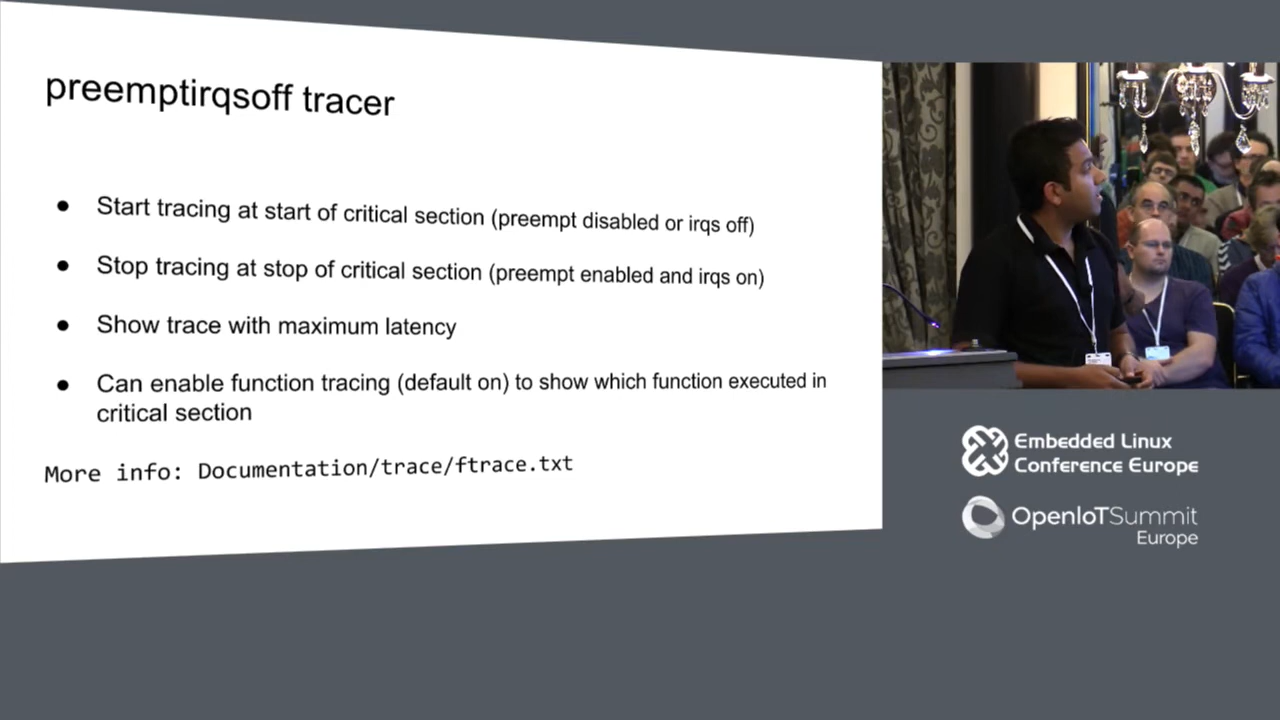 preemptirqsoff tracer
● Start tracing at start of critical section (preempt disabled or irqs off)
● Stop tracing at stop of critical section (preempt enabled and irqs on)
● Show trace with maximum latency
● Can enable function tracing (default on) to show which function executed in
critical section
More info: Documentation/trace/ftrace.txt
Embedded Linux
Conference Europe
OpenIoTSummit
Europe